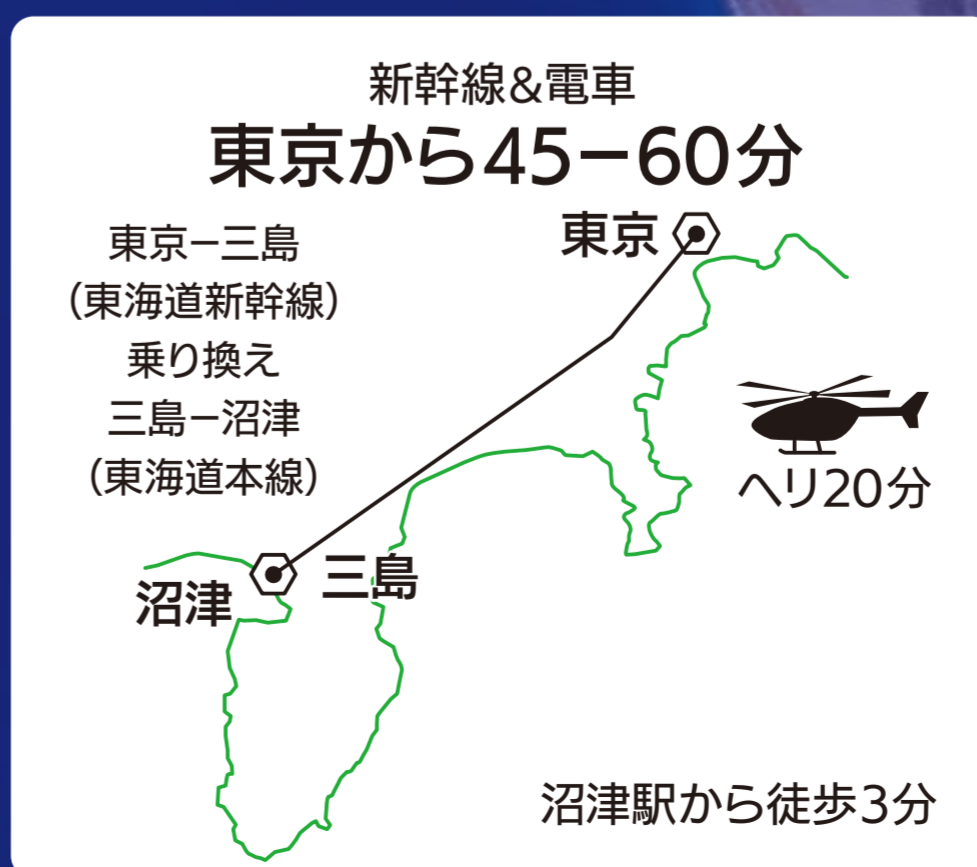 新幹線&電車
東京から45ー60分
東京ー三島
(東海道新幹線)
乗り換え
三島ー沼津
(東海道本線)
東京
ヘリ20分
三島
沼津
沼津駅から徒歩3分